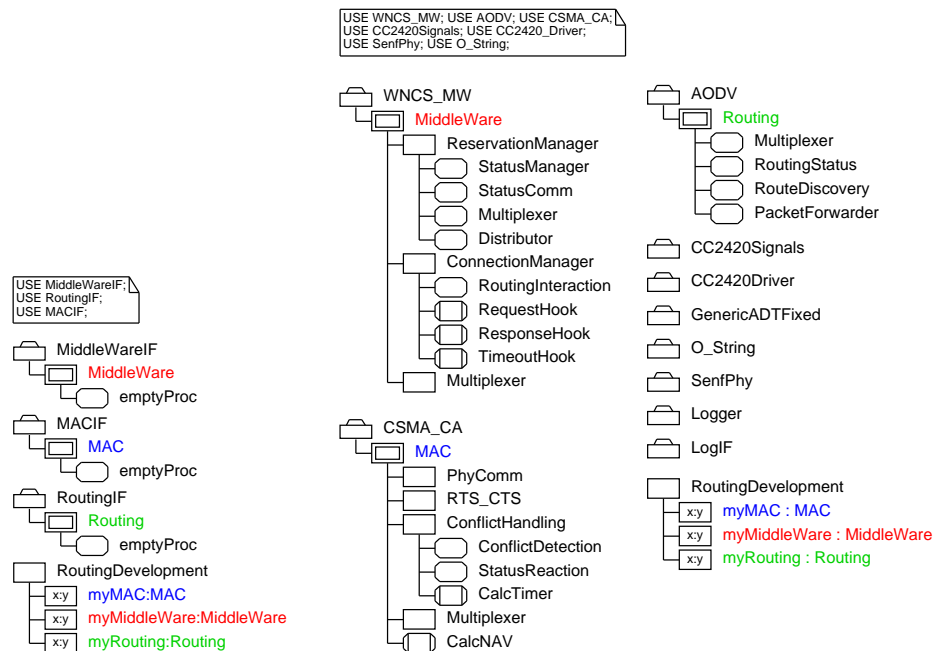 USE WNCS_MW; USE AODV; USE CSMA_CA;
USE CC2420Signals; USE CC2420_Driver;
USE SenfPhy; USE O_String;
USE MiddleWareIF;
USE RoutingIF;
USE MACIF;
MiddleWareIF
MiddleWare
emptyProc
MACIF
MAC
emptyProc
RoutingIF
Routing
emptyProc
RoutingDevelopment
x:y myMAC:MAC
x:y myMiddleWare:MiddleWare
x:y myRouting:Routing
WNCS_MW
MiddleWare
ReservationManager
StatusManager
StatusComm
Multiplexer
Distributor
ConnectionManager
RoutingInteraction
RequestHook
ResponseHook
TimeoutHook
Multiplexer
CSMA_CA
MAC
PhyComm
RTS_CTS
ConflictHandling
ConflictDetection
StatusReaction
CalcTimer
Multiplexer
CalcNAV
AODV
Routing
Multiplexer
RoutingStatus
RouteDiscovery
PacketForwarder
CC2420Signals
CC2420Driver
GenericADTFixed
O_String
SenfPhy
Logger
LogIF
RoutingDevelopment
x:y myMAC : MAC
x:y myMiddleWare : MiddleWare
x:y myRouting : Routing